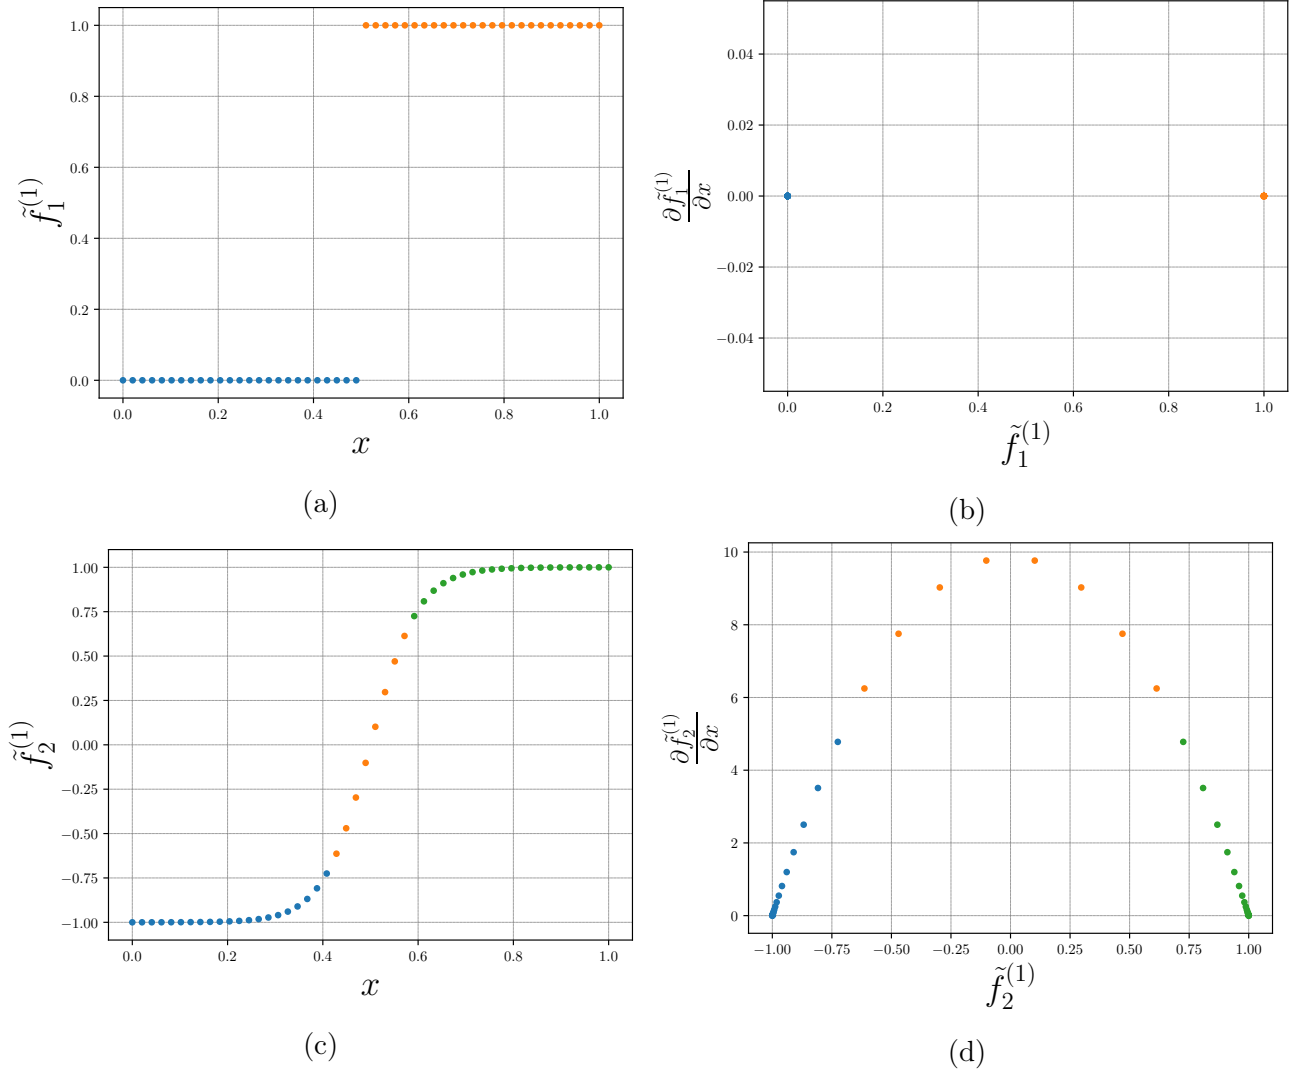 1.0
0.8
0.6
0.4
0.2
0.0
0.0 0.2 0.4 0.6 0.8 1.0
f̃₁⁽¹⁾
x
(a)
0.04
0.02
0.00
−0.02
−0.04
0.0 0.2 0.4 0.6 0.8 1.0
∂f̃₁⁽¹⁾
∂x
f̃₁⁽¹⁾
(b)
1.00
0.75
0.50
0.25
0.00
−0.25
−0.50
−0.75
−1.00
0.0 0.2 0.4 0.6 0.8 1.0
f̃₂⁽¹⁾
x
(c)
10
8
6
4
2
0
−1.00 −0.75 −0.50 −0.25 0.00 0.25 0.50 0.75 1.00
∂f̃₂⁽¹⁾
∂x
f̃₂⁽¹⁾
(d)